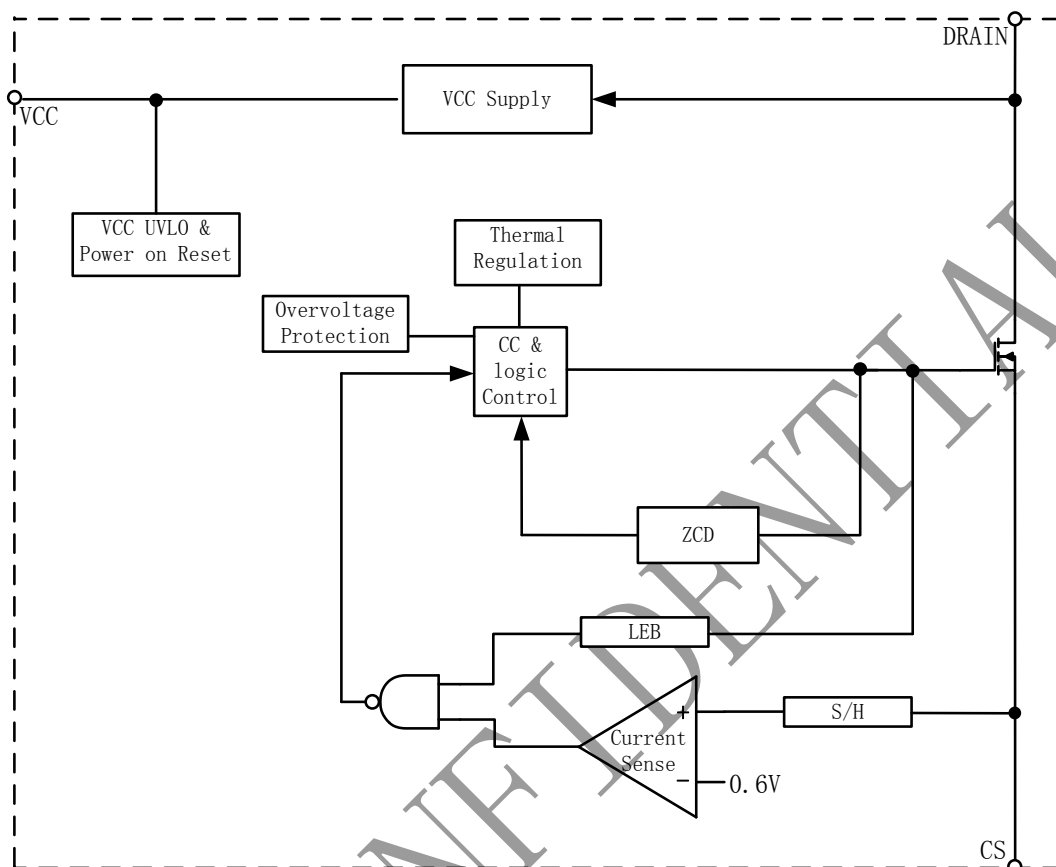 DRAIN
VCC
VCC Supply
VCC UVLO &
Power on Reset
Thermal
Regulation
Overvoltage
Protection
CC &
logic
Control
ZCD
LEB
S/H
+
Current
Sense
−
0.6V
CS
NFIDENTIAL